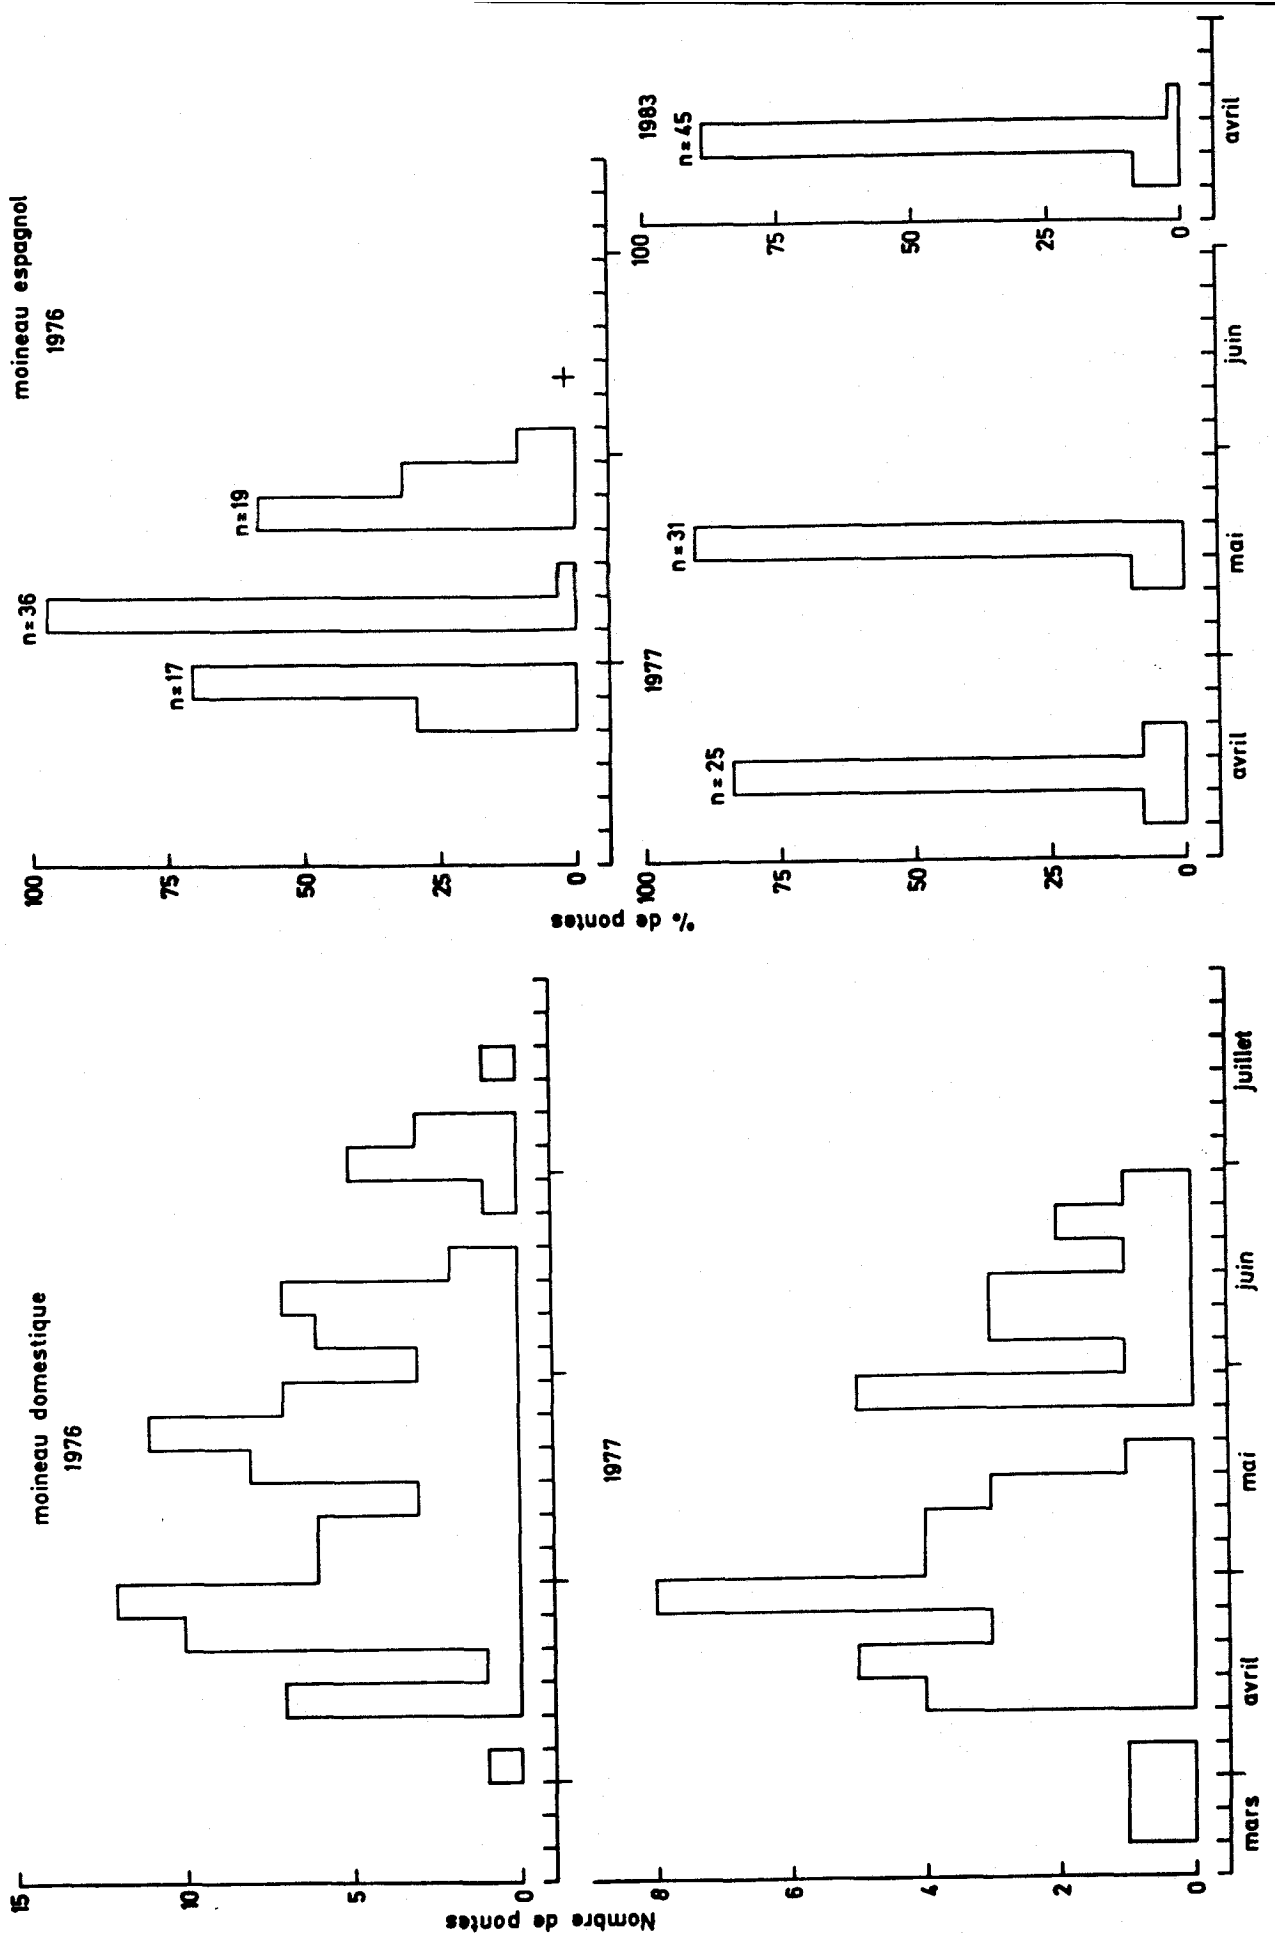 moineau domestique
1976
15
10
5
0
Nombre de pontes
1977
8
6
4
2
0
mars
avril
mai
juin
juillet
moineau espagnol
1976
100
75
50
25
0
% de pontes
n=17
n=36
n=19
+
1977
100
75
50
25
0
n=25
n=31
avril
mai
juin
1983
100
75
50
25
0
n=45
avril